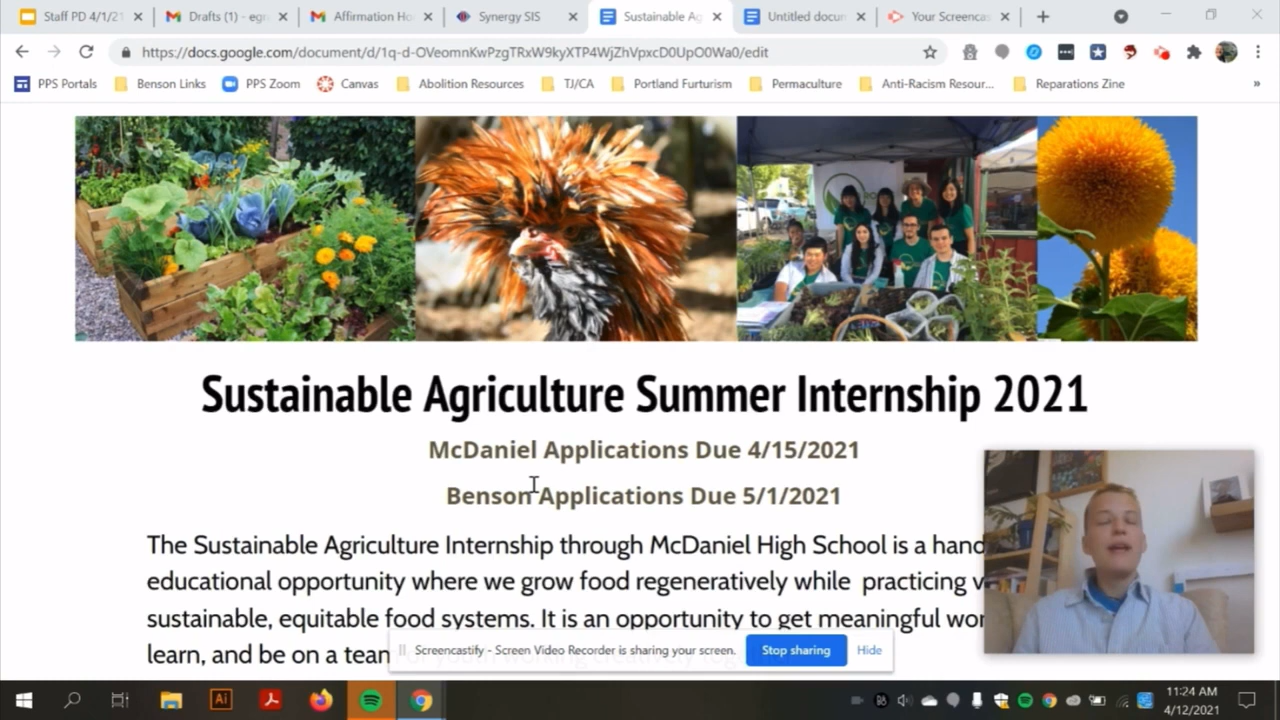 Staff PD 4/1/21
Drafts (1) - egn
Affirmation Ho
Synergy SIS
Sustainable Ag
Untitled docum
Your Screencas
https://docs.google.com/document/d/1q-d-OVeomnKwPzgTRxW9kyXTP4WjZhVpxcD0UpO0Wa0/edit
PPS Portals
Benson Links
PPS Zoom
Canvas
Abolition Resources
TJ/CA
Portland Furturism
Permaculture
Anti-Racism Resour...
Reparations Zine
Sustainable Agriculture Summer Internship 2021
McDaniel Applications Due 4/15/2021
Benson Applications Due 5/1/2021
The Sustainable Agriculture Internship through McDaniel High School is a hand
educational opportunity where we grow food regeneratively while practicing v
sustainable, equitable food systems. It is an opportunity to get meaningful wor
learn, and be on a team
Screencastify - Screen Video Recorder is sharing your screen.
Stop sharing
Hide
Ai
11:24 AM
4/12/2021